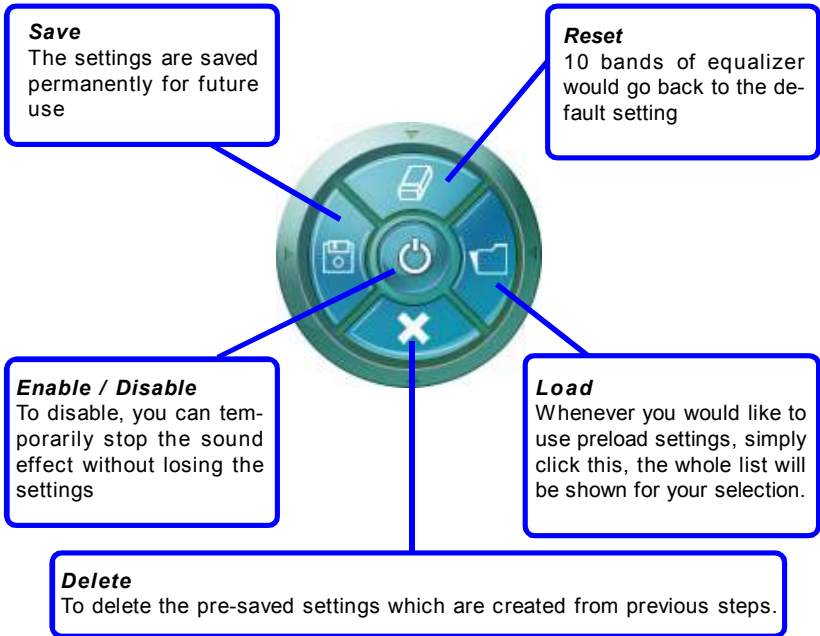 Save
The settings are saved
permanently for future
use
Reset
10 bands of equalizer
would go back to the de-
fault setting
Enable / Disable
To disable, you can tem-
porarily stop the sound
effect without losing the
settings
Load
Whenever you would like to
use preload settings, simply
click this, the whole list will
be shown for your selection.
Delete
To delete the pre-saved settings which are created from previous steps.